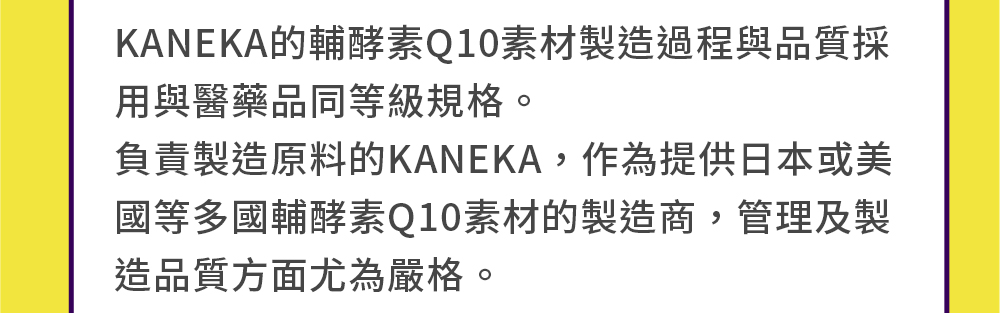 KANEKA的輔酵素Q10素材製造過程與品質採
用與醫藥品同等級規格。
負責製造原料的KANEKA，作為提供日本或美
國等多國輔酵素Q10素材的製造商，管理及製
造品質方面尤為嚴格。